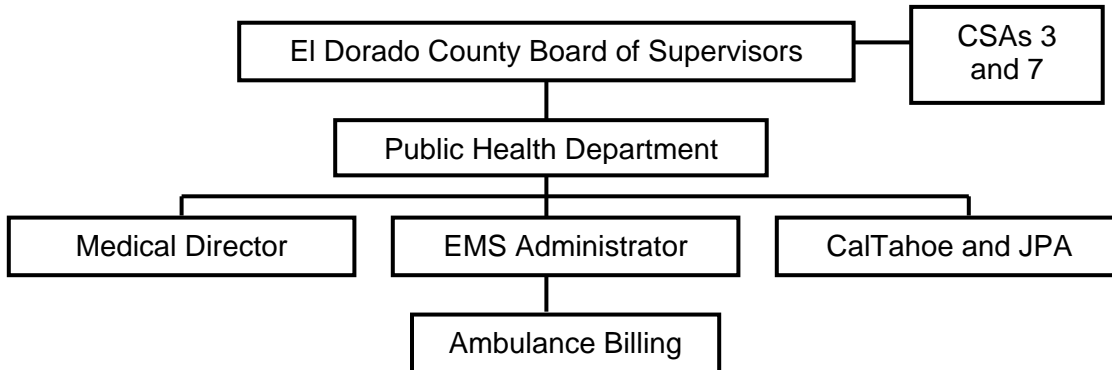 El Dorado County Board of Supervisors
CSAs 3
and 7
Public Health Department
Medical Director
EMS Administrator
CalTahoe and JPA
Ambulance Billing